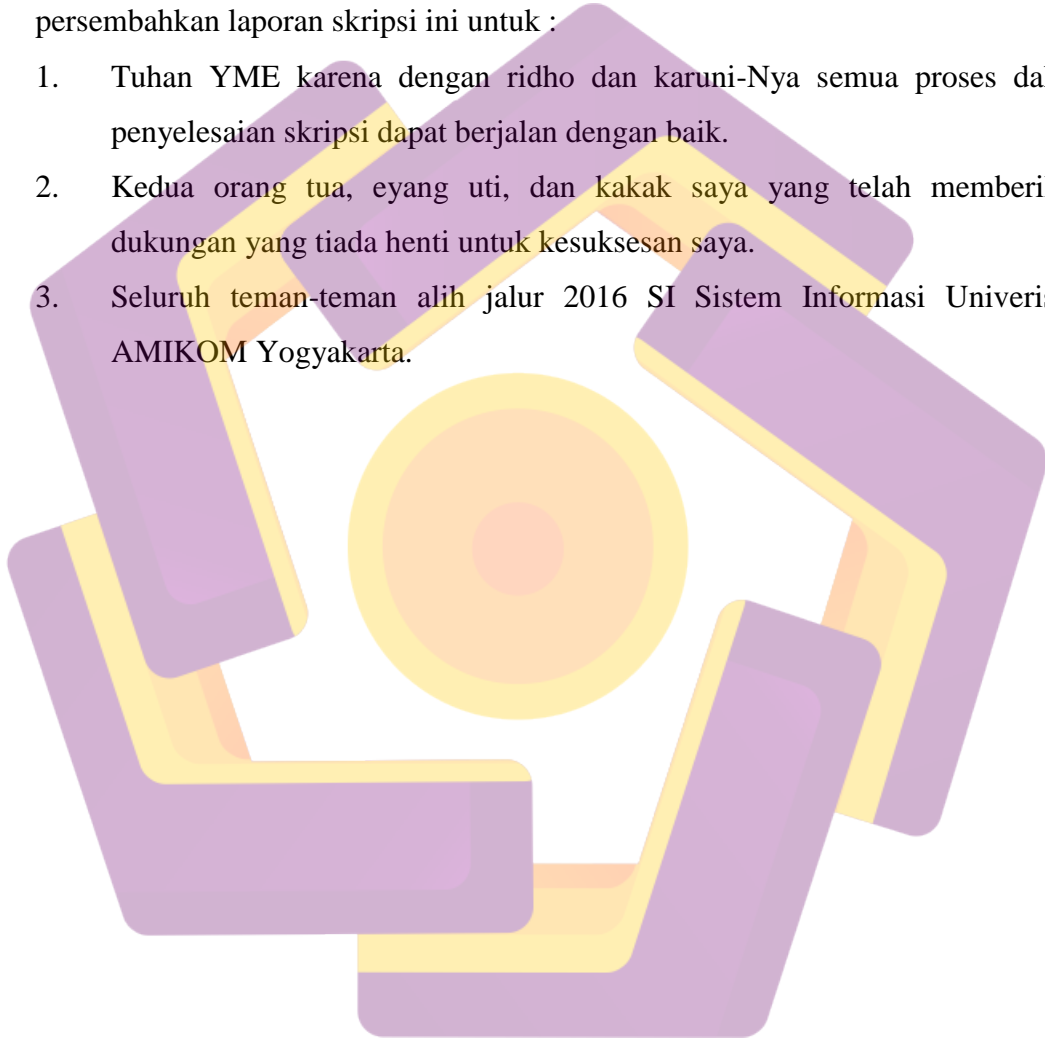 persembahkan laporan skripsi ini untuk :
1. Tuhan YME karena dengan ridho dan karuni-Nya semua proses dal
penyelesaian skripsi dapat berjalan dengan baik.
2. Kedua orang tua, eyang uti, dan kakak saya yang telah memberi
dukungan yang tiada henti untuk kesuksesan saya.
3. Seluruh teman-teman alih jalur 2016 SI Sistem Informasi Univeris
AMIKOM Yogyakarta.